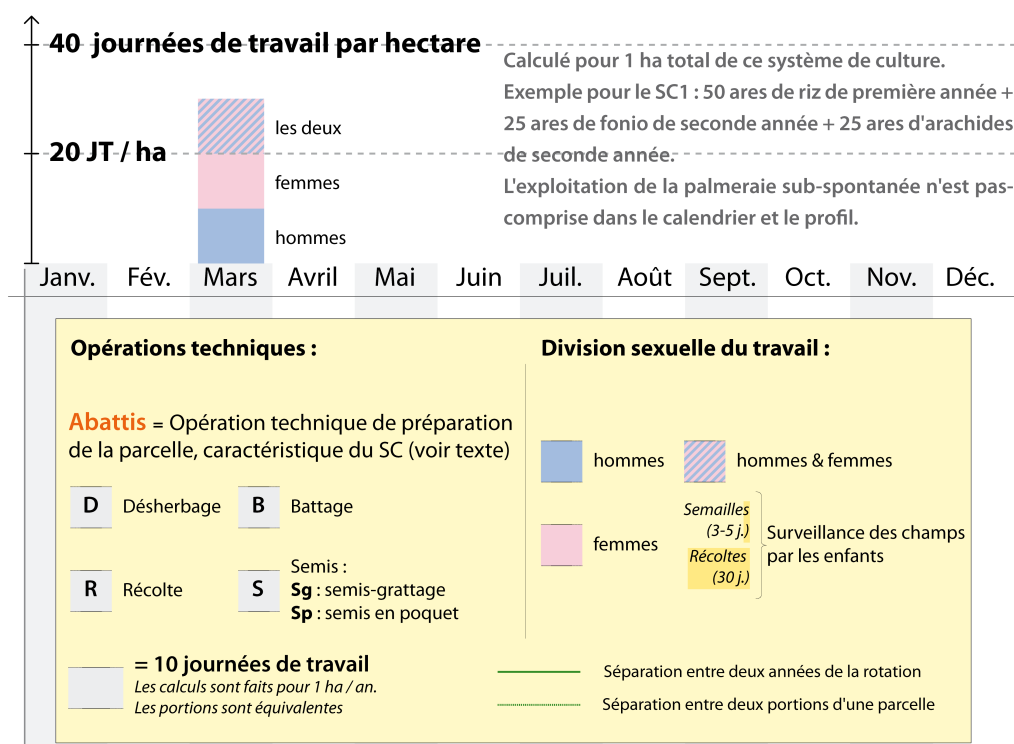 40 journées de travail par hectare
Calculé pour 1 ha total de ce système de culture.
Exemple pour le SC1 : 50 ares de riz de première année +
25 ares de fonio de seconde année + 25 ares d'arachides
de seconde année.
L'exploitation de la palmeraie sub-spontanée n'est pas-
comprise dans le calendrier et le profil.
les deux
20 JT / ha
femmes
hommes
Janv. Fév. Mars Avril Mai Juin Juil. Août Sept. Oct. Nov. Déc.
Opérations techniques :
Abattis = Opération technique de préparation
de la parcelle, caractéristique du SC (voir texte)
D Désherbage B Battage
R Récolte S Semis :
Sg : semis-grattage
Sp : semis en poquet
= 10 journées de travail
Les calculs sont faits pour 1 ha / an.
Les portions sont équivalentes
Division sexuelle du travail :
hommes hommes & femmes
femmes
Semailles
(3-5 j.)
Récoltes
(30 j.)
Surveillance des champs
par les enfants
Séparation entre deux années de la rotation
Séparation entre deux portions d'une parcelle